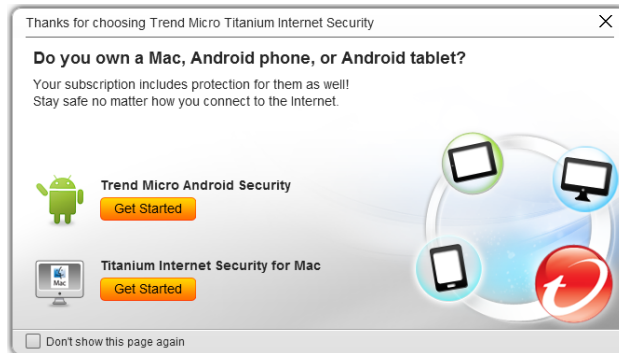 Thanks for choosing Trend Micro Titanium Internet Security
Do you own a Mac, Android phone, or Android tablet?
Your subscription includes protection for them as well!
Stay safe no matter how you connect to the Internet.
Trend Micro Android Security
Get Started
Mac
Titanium Internet Security for Mac
Get Started
Don't show this page again